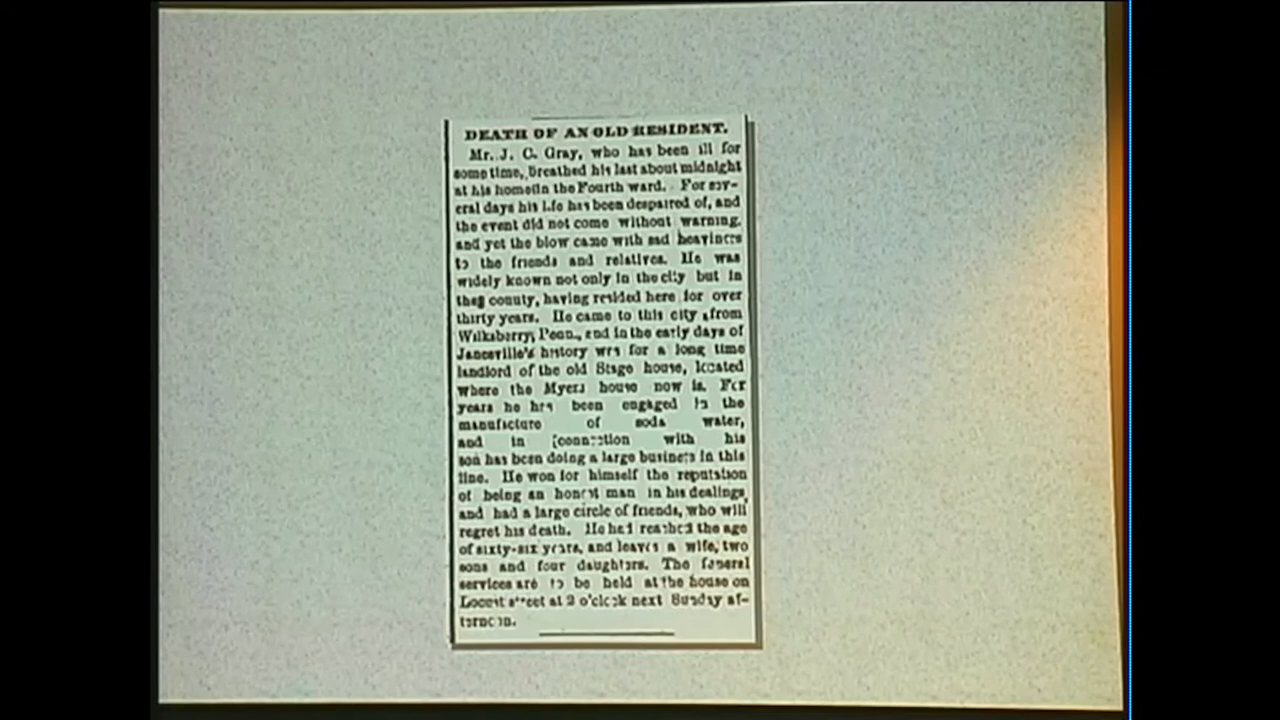 DEATH OF AN OLD RESIDENT.
Mr. J. C. Gray, who has been ill for
some time, breathed his last about midnight
at his home in the Fourth ward. For sev-
eral days his life has been despaired of, and
the event did not come without warning,
and yet the blow came with sad heaviness
to the friends and relatives. He was
widely known not only in the city but in
the county, having resided here for over
thirty years. He came to this city from
Wilksberry, Penn., and in the early days of
Janesville's history was for a long time
landlord of the old Stage house, located
where the Myers house now is. For
years he has been engaged in the
manufacture of soda water,
and in connection with his
son has been doing a large business in this
line. He won for himself the reputation
of being an honest man in his dealings,
and had a large circle of friends, who will
regret his death. He had reached the age
of sixty-six years, and leaves a wife, two
sons and four daughters. The funeral
services are to be held at the house on
Locust street at 2 o'clock next Sunday af-
ternoon.